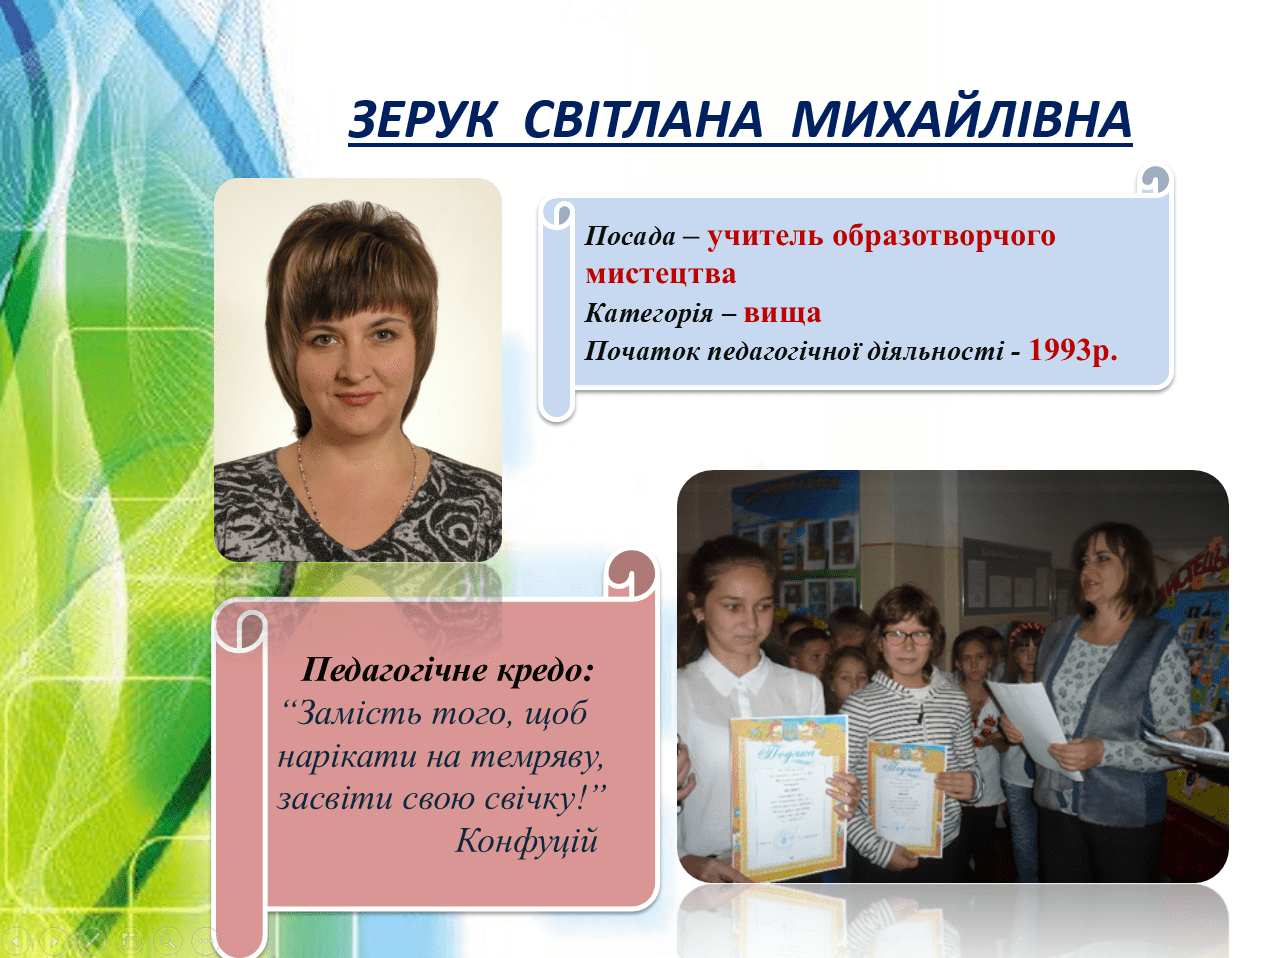 ЗЕРУК СВІТЛАНА МИХАЙЛІВНА
Посада – учитель образотворчого
мистецтва
Категорія – вища
Початок педагогічної діяльності - 1993р.
Педагогічне кредо:
“Замість того, щоб
нарікати на темряву,
засвіти свою свічку!”
Конфуцій
Подяка
Подяка